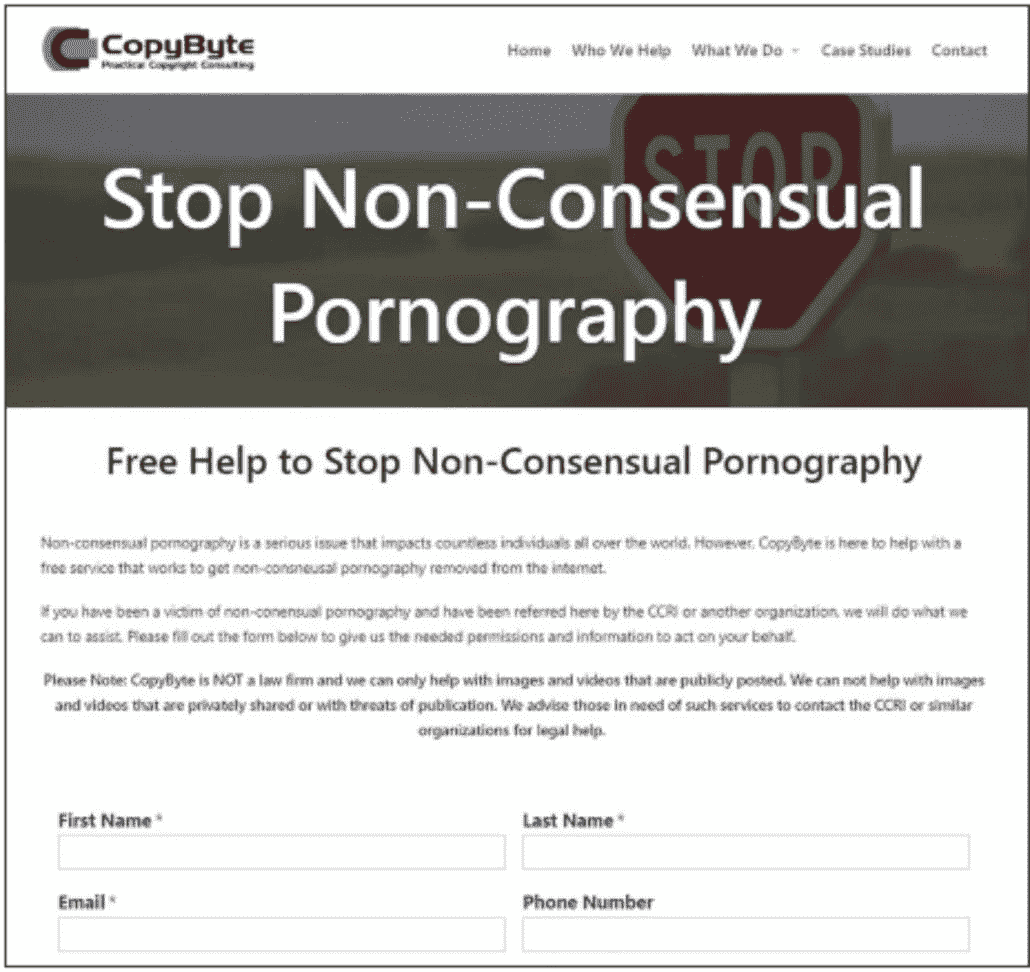 CopyByte
Practical Copyright Consulting
Home Who We Help What We Do Case Studies Contact
STOP
Stop Non-Consensual
Pornography
Free Help to Stop Non-Consensual Pornography
Non-consensual pornography is a serious issue that impacts countless individuals all over the world. However, CopyByte is here to help with a
free service that works to get non-consneusal pornography removed from the internet.
If you have been a victim of non-conensual pornography and have been referred here by the CCRI or another organization, we will do what we
can to assist. Please fill out the form below to give us the needed permissions and information to act on your behalf.
Please Note: CopyByte is NOT a law firm and we can only help with images and videos that are publicly posted. We can not help with images
and videos that are privately shared or with threats of publication. We advise those in need of such services to contact the CCRI or similar
organizations for legal help.
First Name * Last Name *
Email * Phone Number